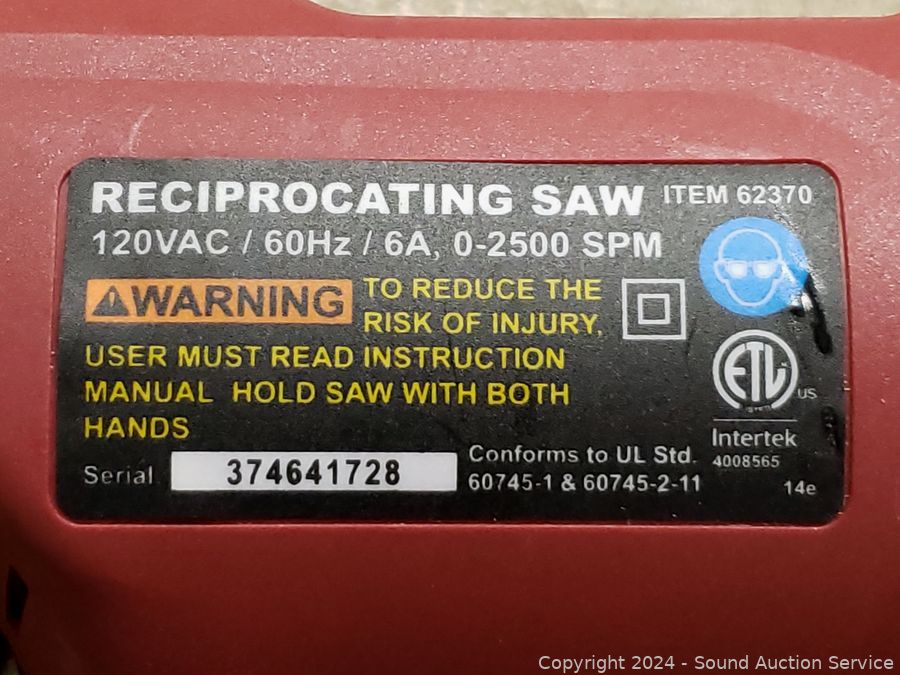 RECIPROCATING SAW ITEM 62370
120VAC / 60Hz / 6A, 0-2500 SPM
WARNING TO REDUCE THE
RISK OF INJURY,
USER MUST READ INSTRUCTION
MANUAL HOLD SAW WITH BOTH
HANDS
ETL US
Intertek
4008565
Serial 374641728
Conforms to UL Std.
60745-1 & 60745-2-11
14e
Copyright 2024 - Sound Auction Service